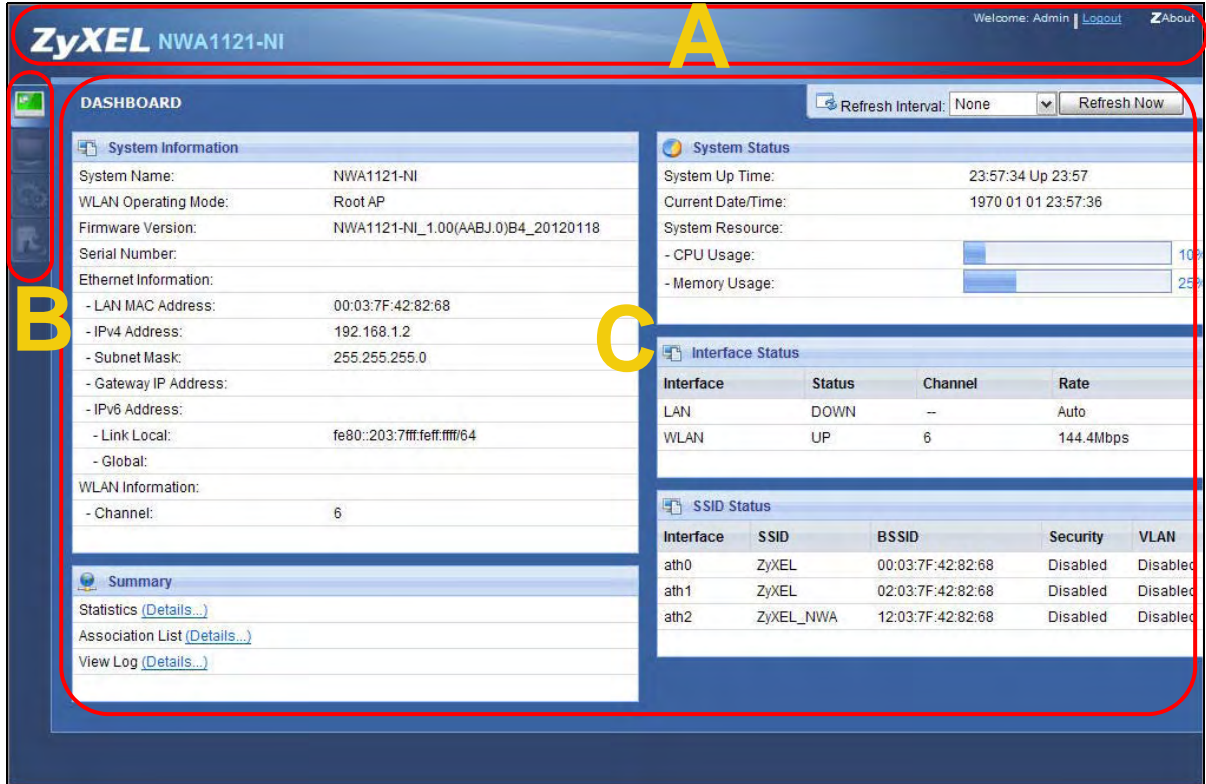 Welcome: Admin | Logout ZAbout
ZyXEL NWA1121-NI
A
DASHBOARD
Refresh Interval: None Refresh Now
System Information
System Name: NWA1121-NI
WLAN Operating Mode: Root AP
Firmware Version: NWA1121-NI_1.00(AABJ.0)B4_20120118
Serial Number:
Ethernet Information:
- LAN MAC Address: 00:03:7F:42:82:68
- IPv4 Address: 192.168.1.2
- Subnet Mask: 255.255.255.0
- Gateway IP Address:
- IPv6 Address:
- Link Local: fe80::203:7fff:feff:ffff/64
- Global:
WLAN Information:
- Channel: 6
Summary
Statistics (Details...)
Association List (Details...)
View Log (Details...)
B
C
System Status
System Up Time: 23:57:34 Up 23:57
Current Date/Time: 1970 01 01 23:57:36
System Resource:
- CPU Usage: 10%
- Memory Usage: 25%
Interface Status
Interface Status Channel Rate
LAN DOWN -- Auto
WLAN UP 6 144.4Mbps
SSID Status
Interface SSID BSSID Security VLAN
ath0 ZyXEL 00:03:7F:42:82:68 Disabled Disabled
ath1 ZyXEL 02:03:7F:42:82:68 Disabled Disabled
ath2 ZyXEL_NWA 12:03:7F:42:82:68 Disabled Disabled